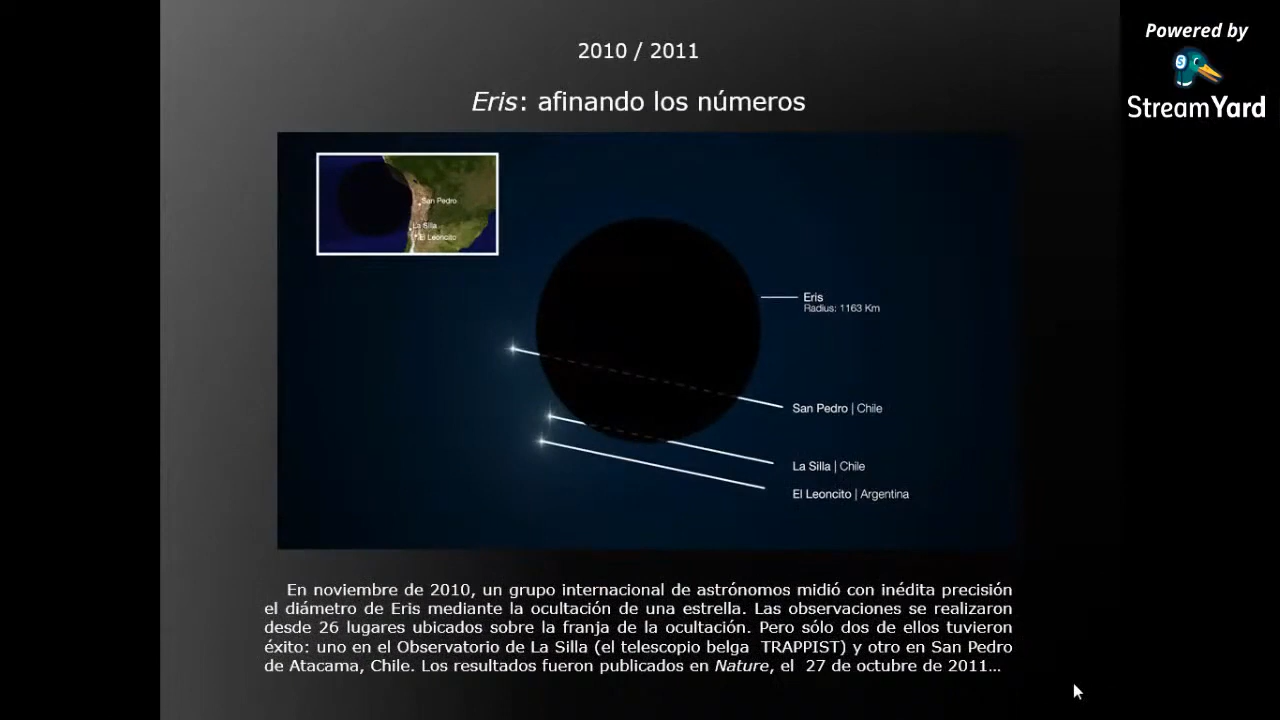 Powered by
StreamYard
2010 / 2011
Eris: afinando los números
San Pedro
La Silla
El Leoncito
Eris
Radius: 1163 Km
San Pedro | Chile
La Silla | Chile
El Leoncito | Argentina
En noviembre de 2010, un grupo internacional de astrónomos midió con inédita precisión
el diámetro de Eris mediante la ocultación de una estrella. Las observaciones se realizaron
desde 26 lugares ubicados sobre la franja de la ocultación. Pero sólo dos de ellos tuvieron
éxito: uno en el Observatorio de La Silla (el telescopio belga  TRAPPIST) y otro en San Pedro
de Atacama, Chile. Los resultados fueron publicados en Nature, el  27 de octubre de 2011…